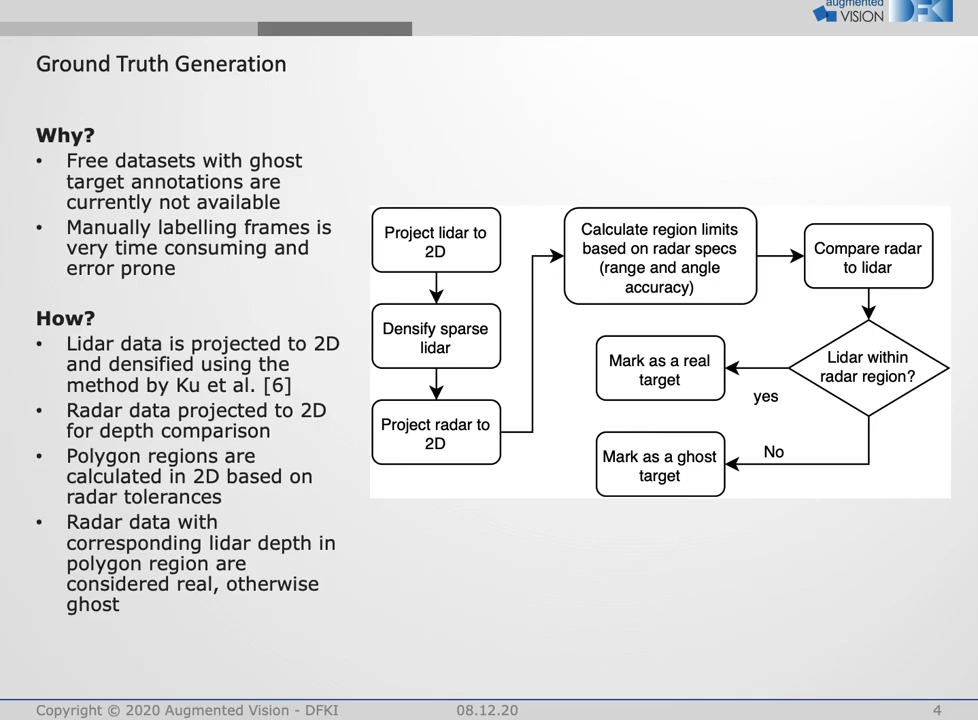 augmented
VISION
DFKI
Ground Truth Generation
Why?
• Free datasets with ghost
target annotations are
currently not available
• Manually labelling frames is
very time consuming and
error prone
How?
• Lidar data is projected to 2D
and densified using the
method by Ku et al. [6]
• Radar data projected to 2D
for depth comparison
• Polygon regions are
calculated in 2D based on
radar tolerances
• Radar data with
corresponding lidar depth in
polygon region are
considered real, otherwise
ghost
Project lidar to
2D
Densify sparse
lidar
Project radar to
2D
Calculate region limits
based on radar specs
(range and angle
accuracy)
Compare radar
to lidar
Lidar within
radar region?
yes
Mark as a real
target
No
Mark as a ghost
target
Copyright © 2020 Augmented Vision - DFKI
08.12.20
4